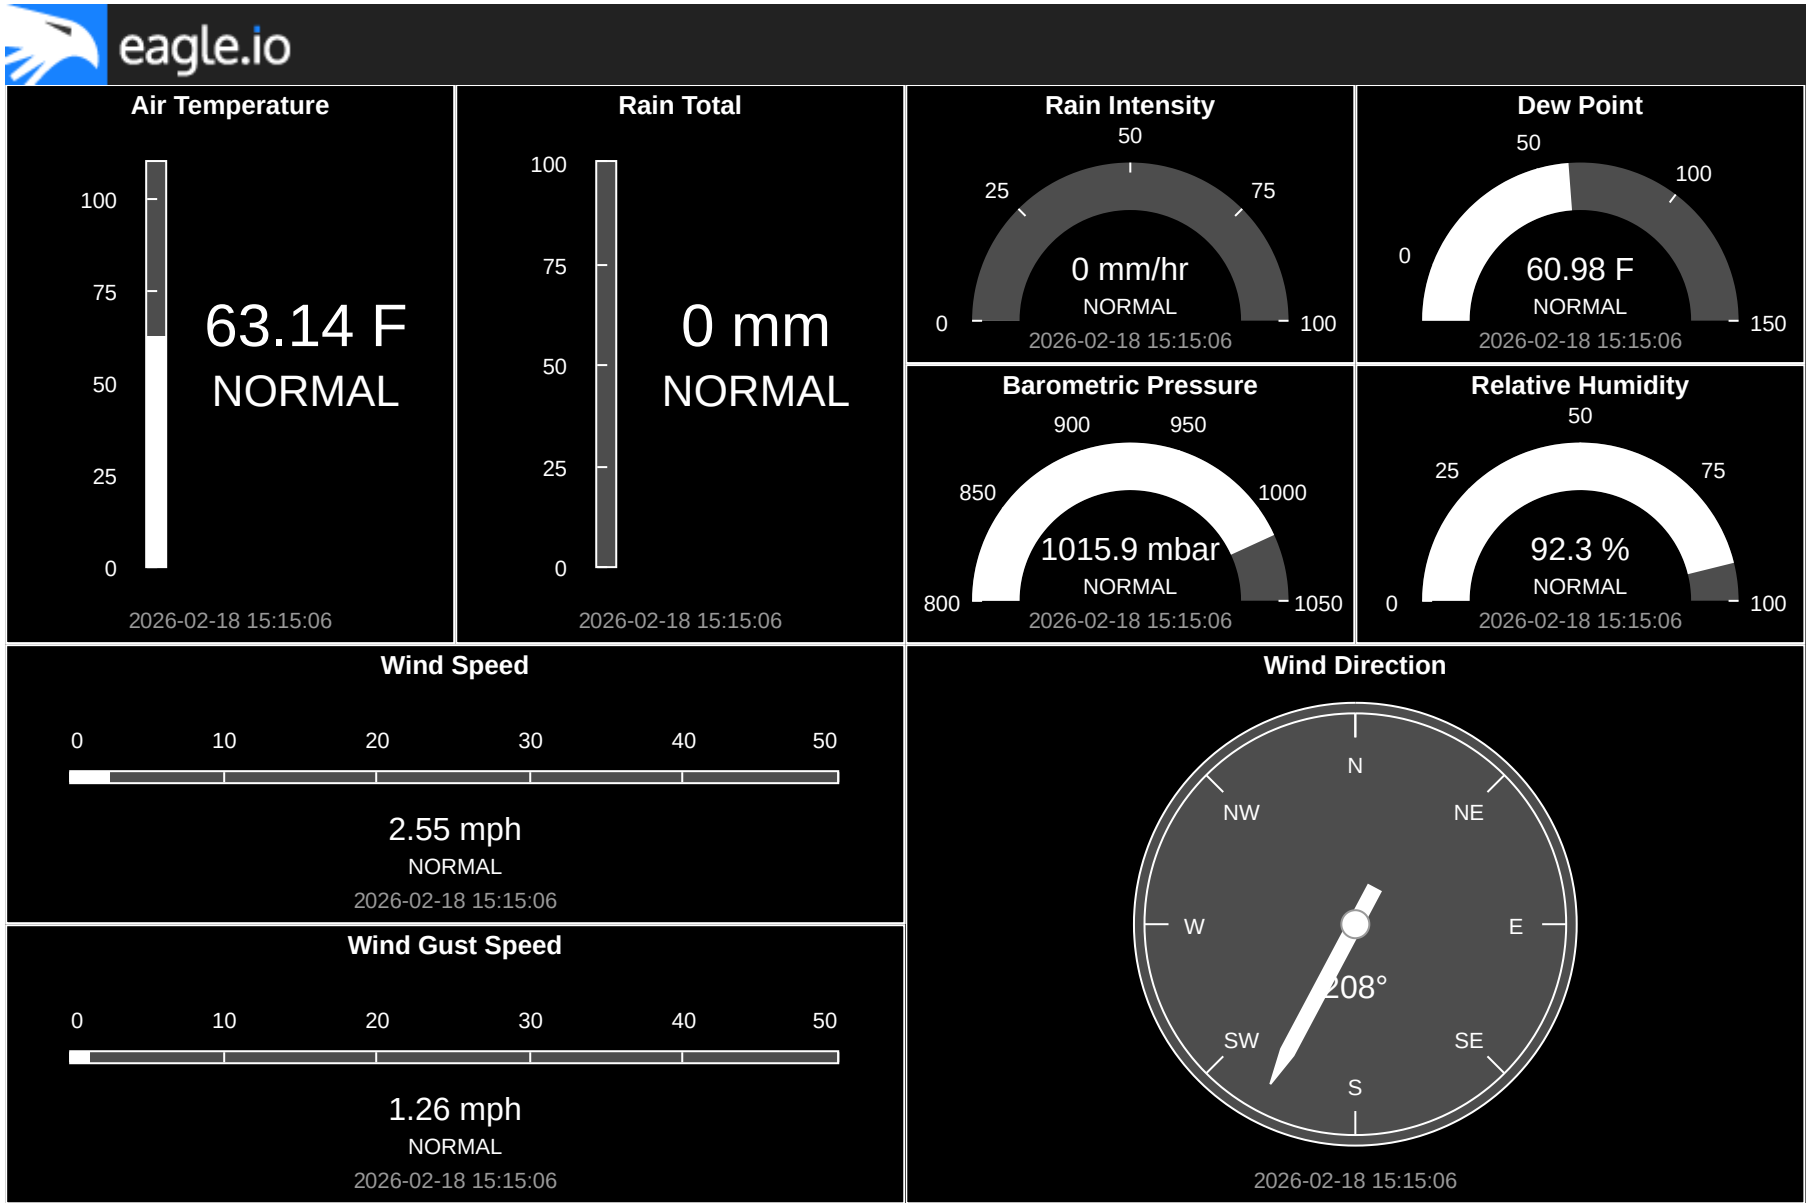 eagle.io
Air Temperature
100
75
50
25
0
63.14 F
NORMAL
2026-02-18 15:15:06
Rain Total
100
75
50
25
0
0 mm
NORMAL
2026-02-18 15:15:06
Rain Intensity
0
25
50
75
100
0 mm/hr
NORMAL
2026-02-18 15:15:06
Dew Point
0
50
100
150
60.98 F
NORMAL
2026-02-18 15:15:06
Barometric Pressure
800
850
900
950
1000
1050
1015.9 mbar
NORMAL
2026-02-18 15:15:06
Relative Humidity
0
25
50
75
100
92.3 %
NORMAL
2026-02-18 15:15:06
Wind Speed
0 10 20 30 40 50
2.55 mph
NORMAL
2026-02-18 15:15:06
Wind Gust Speed
0 10 20 30 40 50
1.26 mph
NORMAL
2026-02-18 15:15:06
Wind Direction
N
NW NE
W E
208°
SW SE
S
2026-02-18 15:15:06